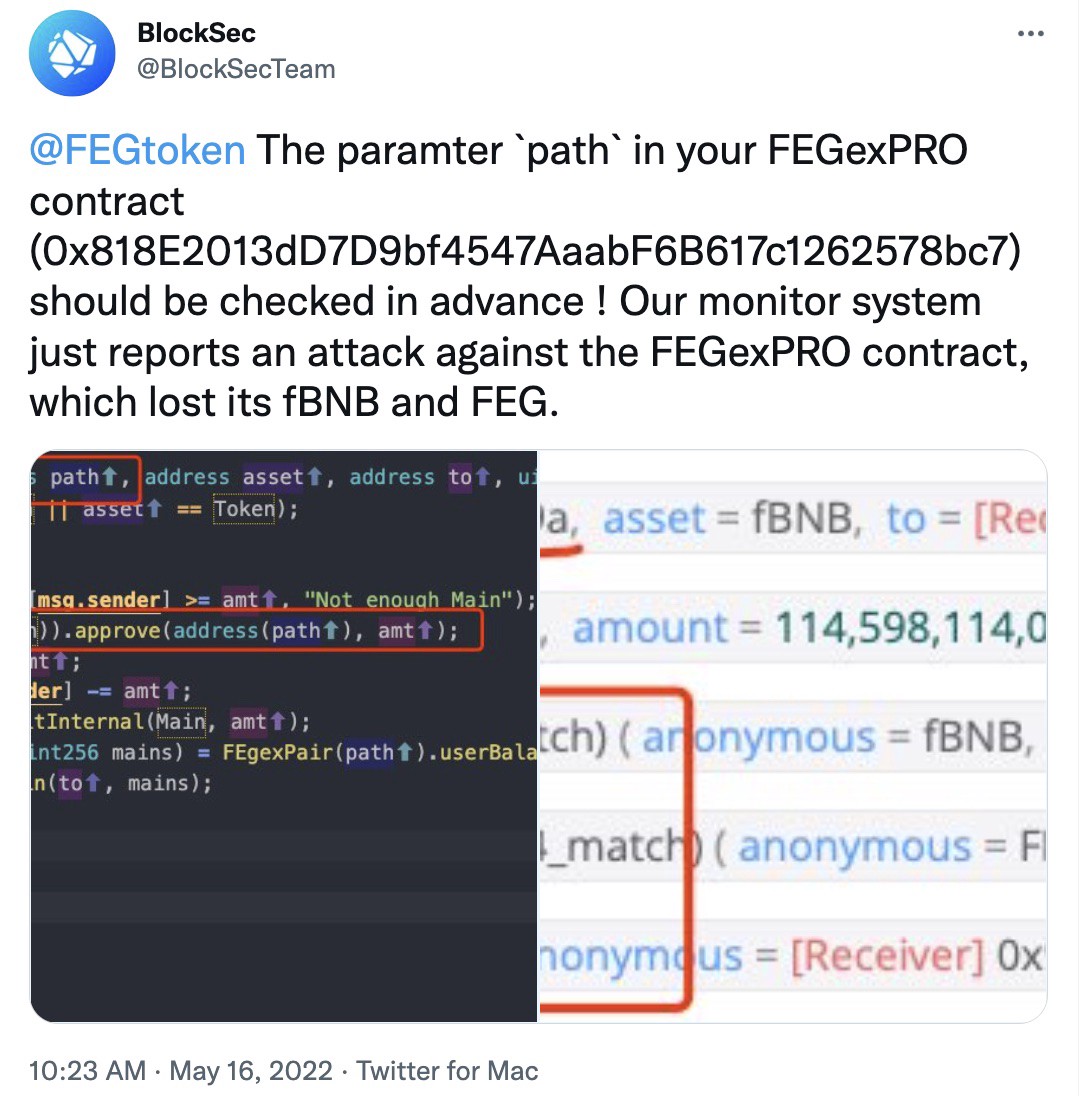 BlockSec
@BlockSecTeam
@FEGtoken The paramter `path` in your FEGexPRO
contract
(0x818E2013dD7D9bf4547AaabF6B617c1262578bc7)
should be checked in advance ! Our monitor system
just reports an attack against the FEGexPRO contract,
which lost its fBNB and FEG.
s path⬆, address asset⬆, address to⬆, ui
|| asset⬆ == Token);
[msg.sender] >= amt⬆, "Not enough Main");
)).approve(address(path⬆), amt⬆);
nt⬆;
der] -= amt⬆;
tInternal(Main, amt⬆);
int256 mains) = FEgexPair(path⬆).userBala
n(to⬆, mains);
)a, asset = fBNB, to = [Rec
, amount = 114,598,114,0
tch) ( anonymous = fBNB,
_match) ( anonymous = F
nonymous = [Receiver] 0x
10:23 AM · May 16, 2022 · Twitter for Mac